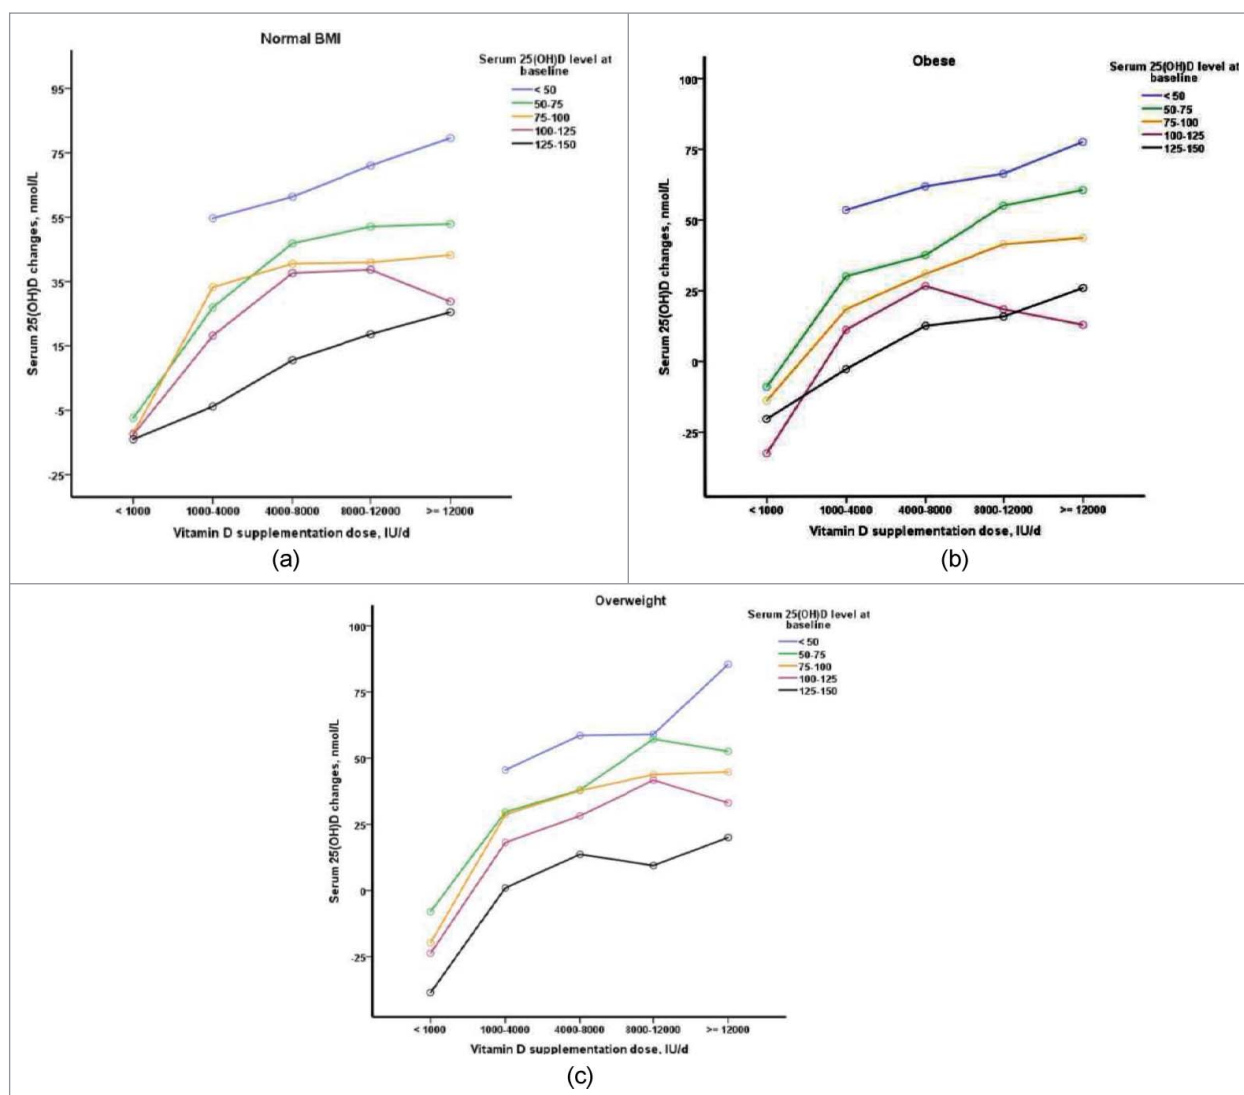 Normal BMI
Serum 25(OH)D level at
baseline
< 50
50-75
75-100
100-125
125-150
Serum 25(OH)D changes, nmol/L
95
75
55
35
15
-5
-25
< 1000
1000-4000
4000-8000
8000-12000
>= 12000
Vitamin D supplementation dose, IU/d
(a)
Obese
Serum 25(OH)D level at
baseline
< 50
50-75
75-100
100-125
125-150
Serum 25(OH)D changes, nmol/L
100
75
50
25
0
-25
< 1000
1000-4000
4000-8000
8000-12000
>= 12000
Vitamin D supplementation dose, IU/d
(b)
Overweight
Serum 25(OH)D level at
baseline
< 50
50-75
75-100
100-125
125-150
Serum 25(OH)D changes, nmol/L
100
75
50
25
0
-25
< 1000
1000-4000
4000-8000
8000-12000
>= 12000
Vitamin D supplementation dose, IU/d
(c)